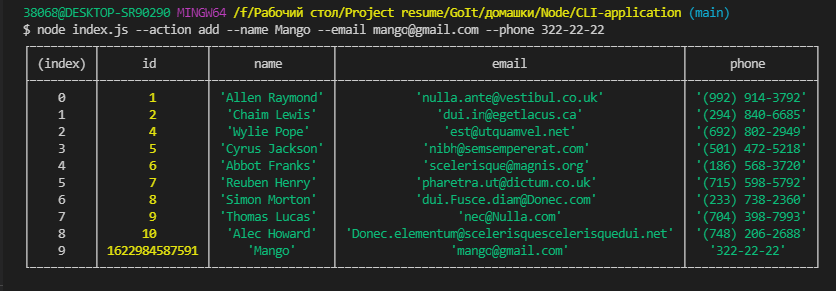 38068@DESKTOP-SR90290 MINGW64 /f/Рабочий стол/Project resume/GoIt/домашки/Node/CLI-application (main)
$ node index.js --action add --name Mango --email mango@gmail.com --phone 322-22-22
(index) id name email phone
0 1 'Allen Raymond' 'nulla.ante@vestibul.co.uk' '(992) 914-3792'
1 2 'Chaim Lewis' 'dui.in@egetlacus.ca' '(294) 840-6685'
2 4 'Wylie Pope' 'est@utquamvel.net' '(692) 802-2949'
3 5 'Cyrus Jackson' 'nibh@semsempererat.com' '(501) 472-5218'
4 6 'Abbot Franks' 'scelerisque@magnis.org' '(186) 568-3720'
5 7 'Reuben Henry' 'pharetra.ut@dictum.co.uk' '(715) 598-5792'
6 8 'Simon Morton' 'dui.Fusce.diam@Donec.com' '(233) 738-2360'
7 9 'Thomas Lucas' 'nec@Nulla.com' '(704) 398-7993'
8 10 'Alec Howard' 'Donec.elementum@scelerisquescelerisquedui.net' '(748) 206-2688'
9 1622984587591 'Mango' 'mango@gmail.com' '322-22-22'